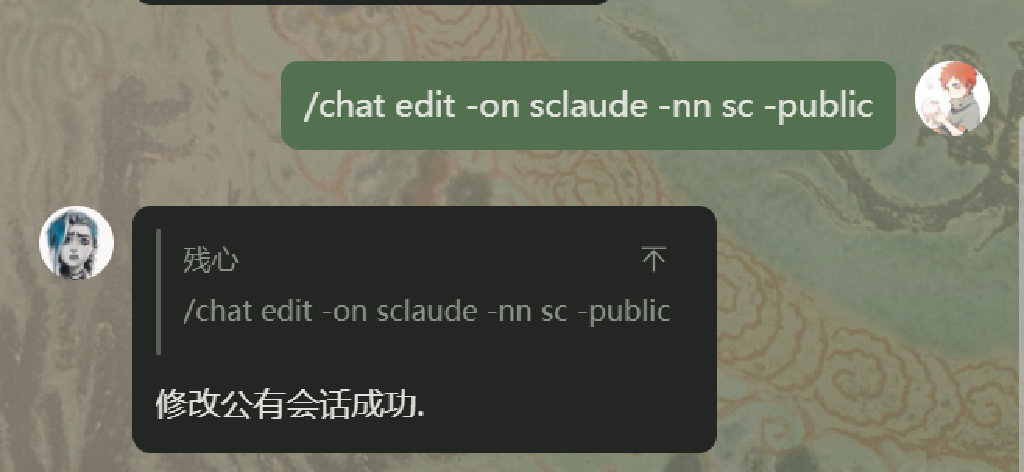 /chat edit -on sclaude -nn sc -public
残心
/chat edit -on sclaude -nn sc -public
修改公有会话成功.